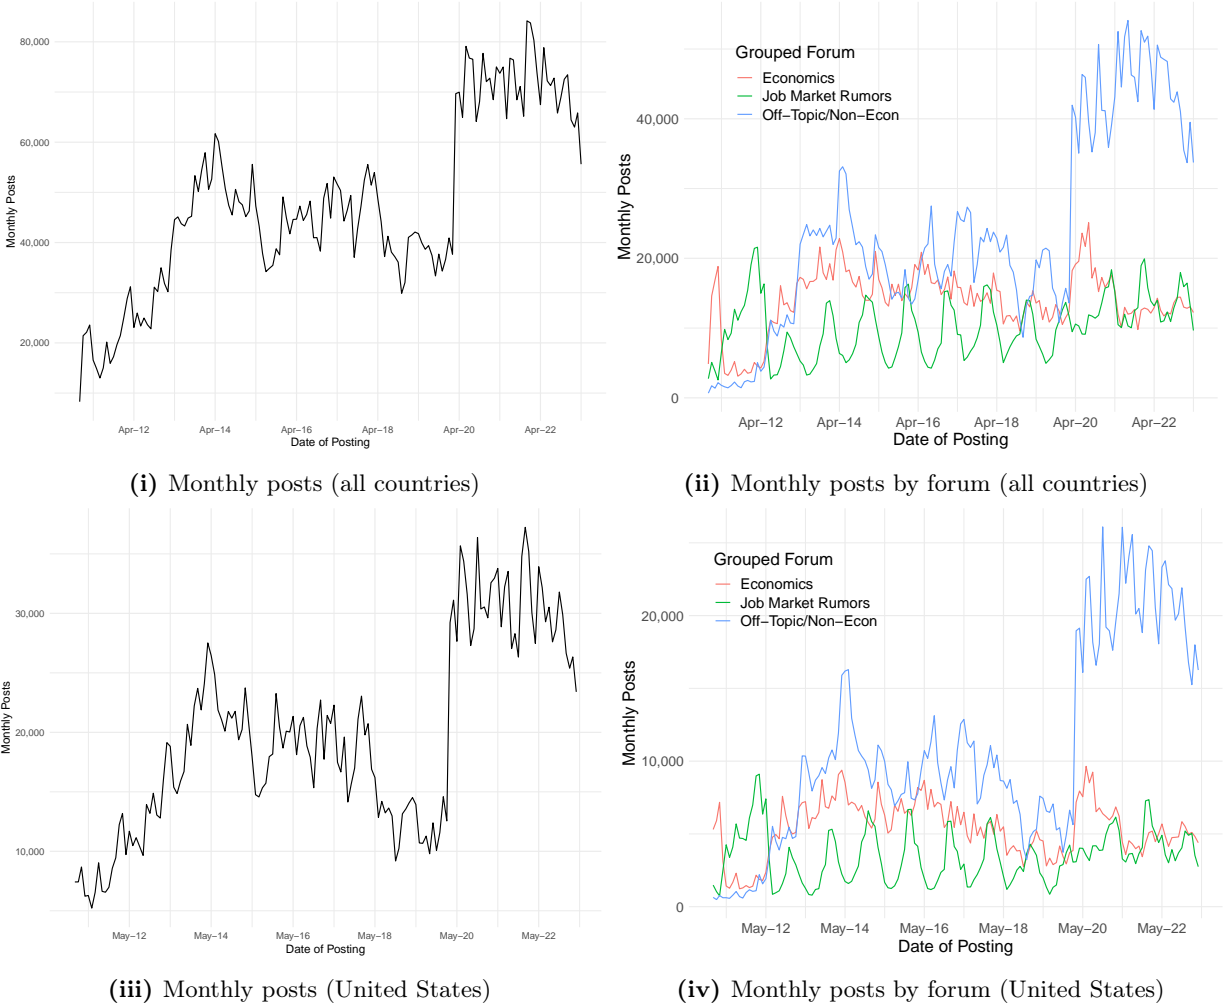 80,000
60,000
40,000
20,000
Monthly Posts
Apr−12 Apr−14 Apr−16 Apr−18 Apr−20 Apr−22
Date of Posting
(i) Monthly posts (all countries)
Grouped Forum
Economics
Job Market Rumors
Off−Topic/Non−Econ
40,000
20,000
0
Monthly Posts
Apr−12 Apr−14 Apr−16 Apr−18 Apr−20 Apr−22
Date of Posting
(ii) Monthly posts by forum (all countries)
30,000
20,000
10,000
Monthly Posts
May−12 May−14 May−16 May−18 May−20 May−22
Date of Posting
(iii) Monthly posts (United States)
Grouped Forum
Economics
Job Market Rumors
Off−Topic/Non−Econ
20,000
10,000
0
Monthly Posts
May−12 May−14 May−16 May−18 May−20 May−22
Date of Posting
(iv) Monthly posts by forum (United States)